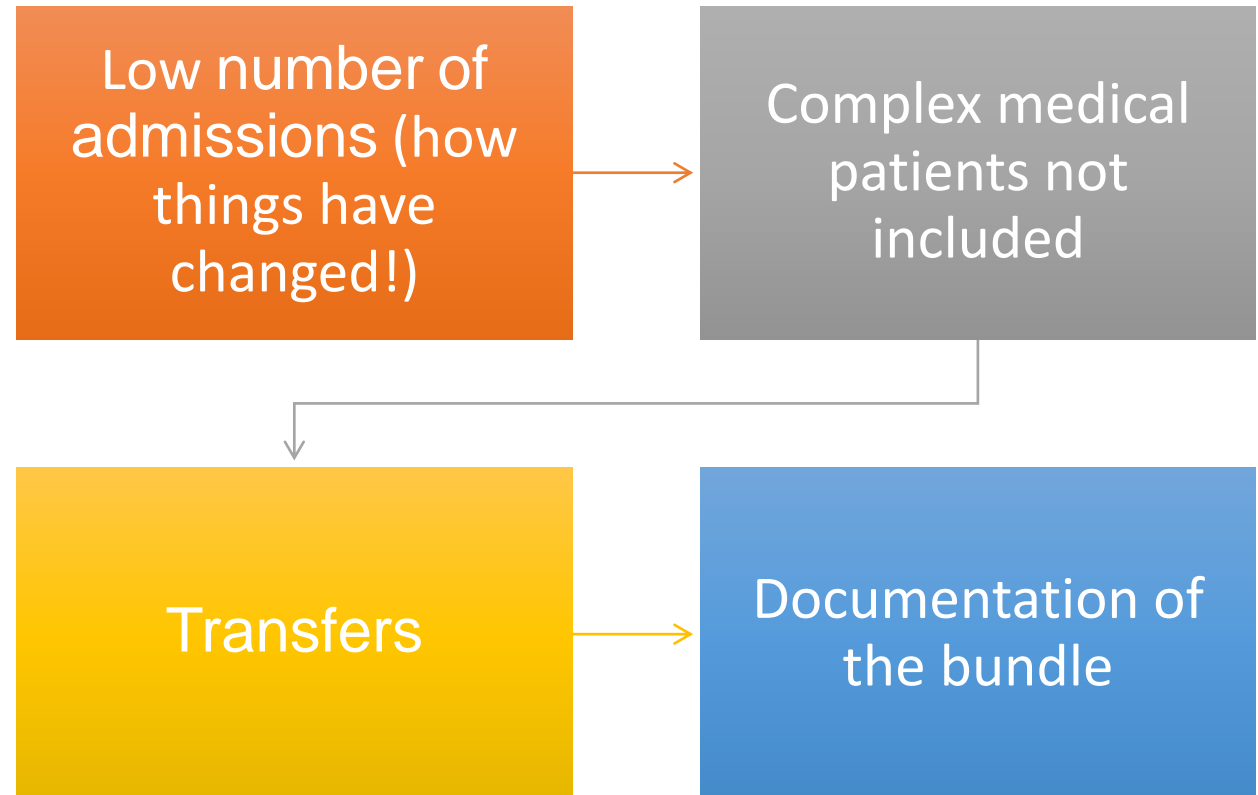 Low number of
admissions (how
things have
changed!)
Complex medical
patients not
included
Transfers
Documentation of
the bundle